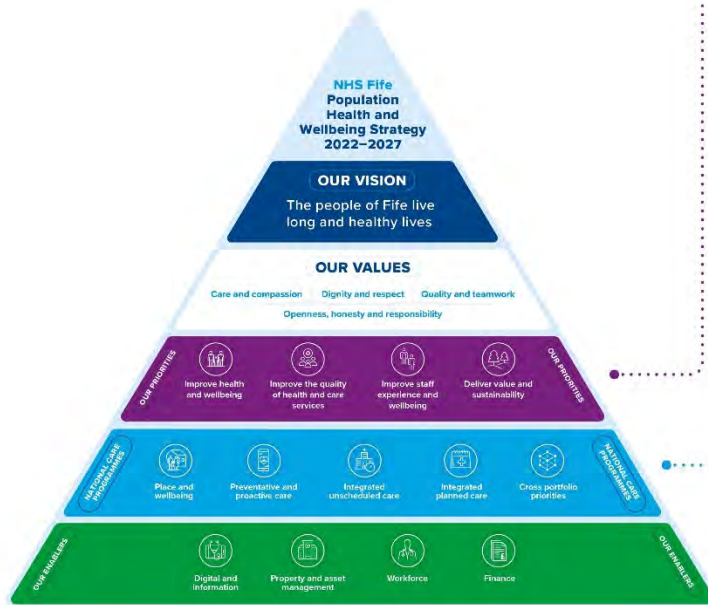 NHS Fife
Population
Health and
Wellbeing Strategy
2022–2027
OUR VISION
The people of Fife live
long and healthy lives
OUR VALUES
Care and compassion Dignity and respect Quality and teamwork
Openness, honesty and responsibility
OUR PRIORITIES
Improve health
and wellbeing
Improve the quality
of health and care
services
Improve staff
experience and
wellbeing
Deliver value and
sustainability
OUR PRIORITIES
NATIONAL CARE
PROGRAMMES
Place and
wellbeing
Preventative and
proactive care
Integrated
unscheduled care
Integrated
planned care
Cross portfolio
priorities
NATIONAL CARE
PROGRAMMES
OUR ENABLERS
Digital and
information
Property and asset
management
Workforce
Finance
OUR ENABLERS